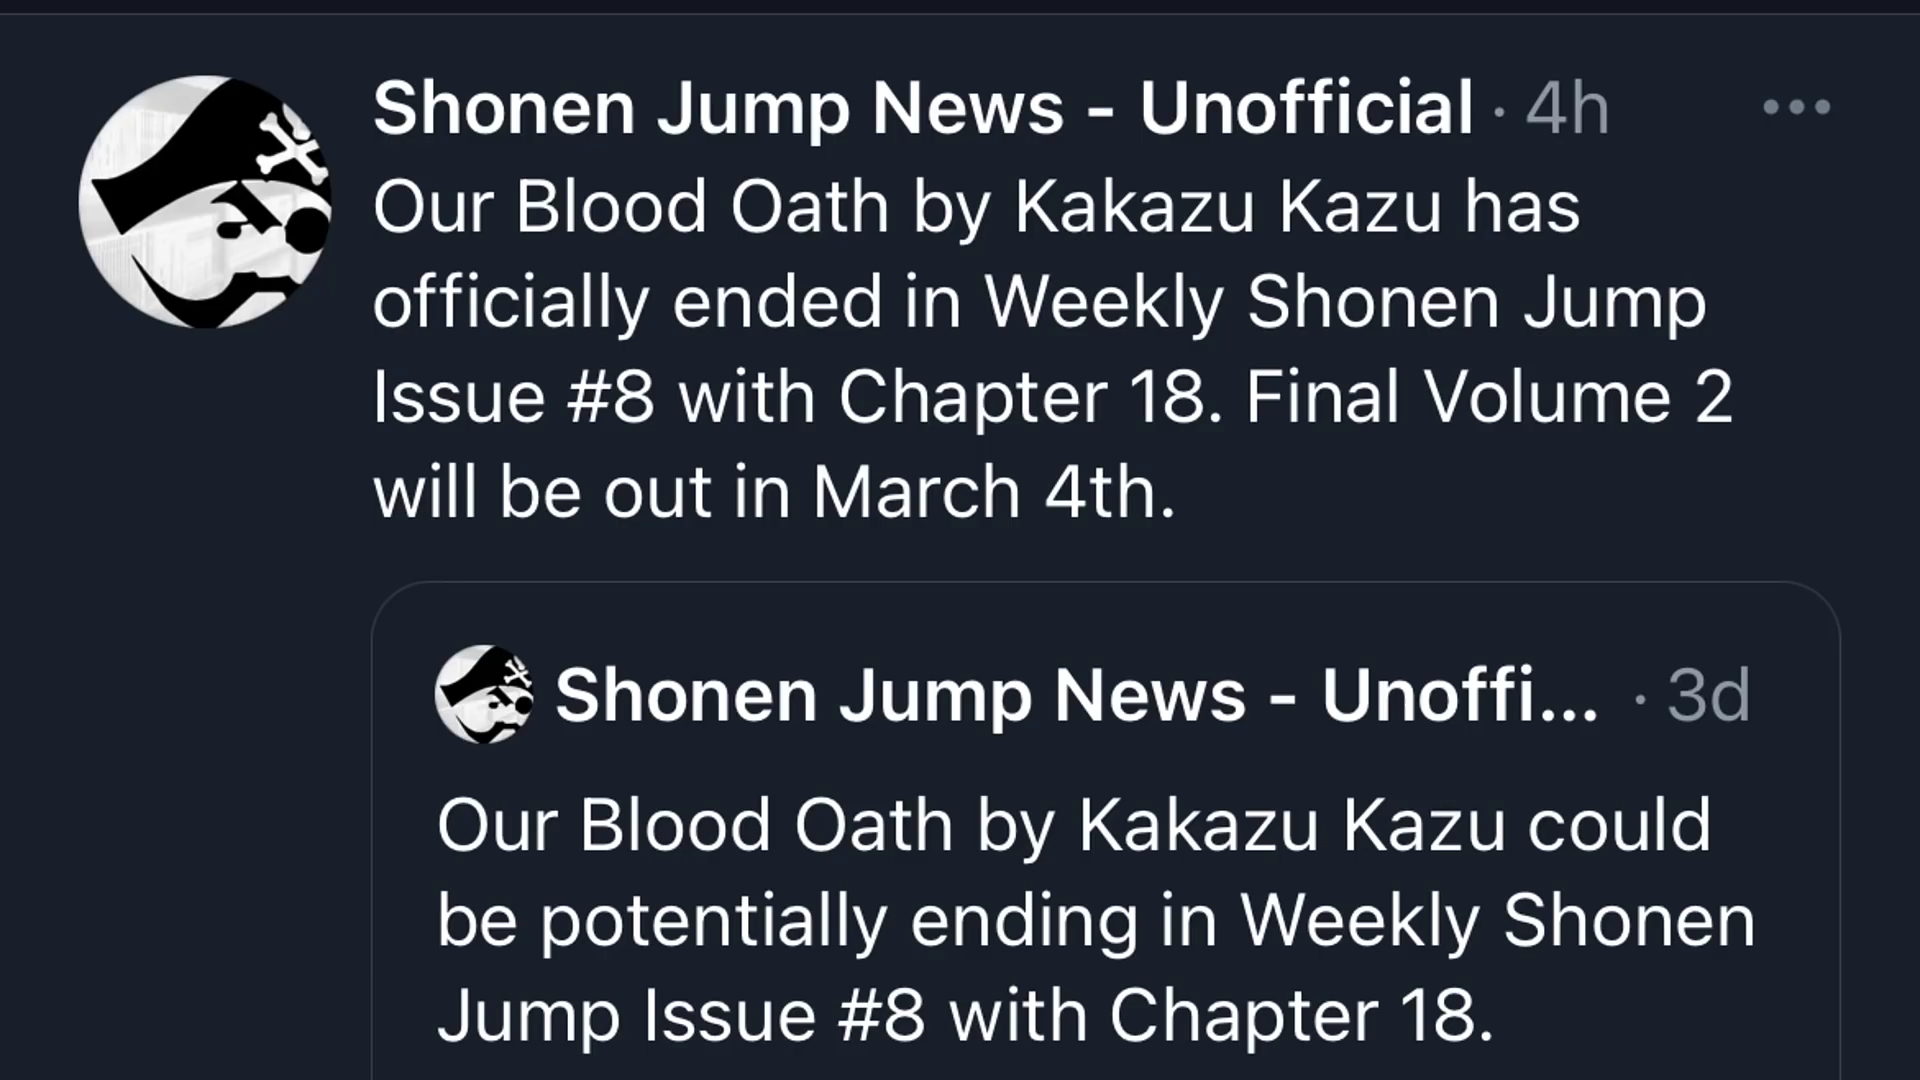 Shonen Jump News - Unofficial · 4h
Our Blood Oath by Kakazu Kazu has
officially ended in Weekly Shonen Jump
Issue #8 with Chapter 18. Final Volume 2
will be out in March 4th.
Shonen Jump News - Unoffi... · 3d
Our Blood Oath by Kakazu Kazu could
be potentially ending in Weekly Shonen
Jump Issue #8 with Chapter 18.